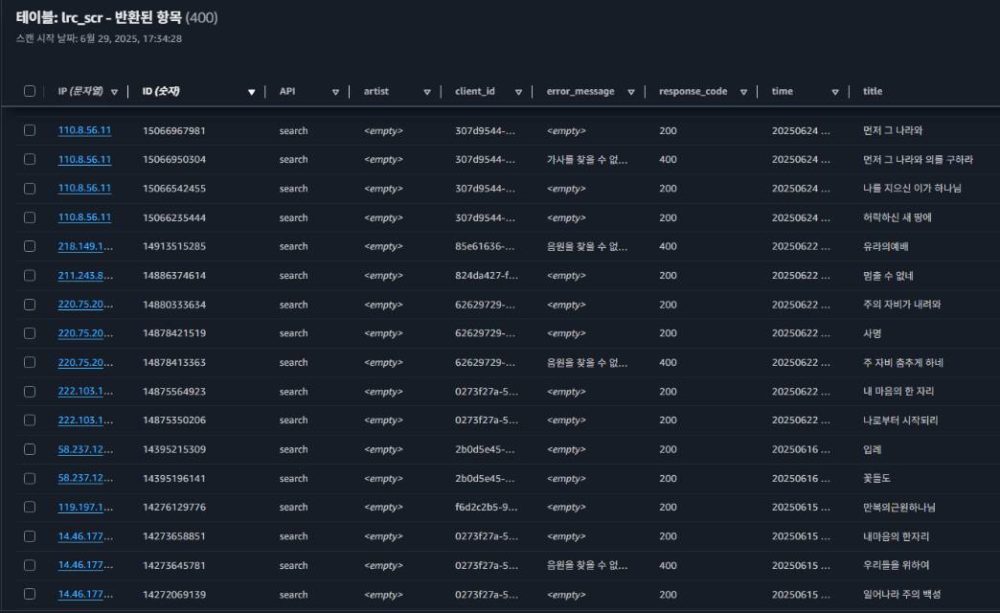 테이블: lrc_scr - 반환된 항목 (400)
스캔 시작 날짜: 6월 29, 2025, 17:34:28
IP (문자열) ID (숫자) API artist client_id error_message response_code time title
110.8.56.11 15066967981 search <empty> 307d9544-... <empty> 200 20250624 ... 먼저 그 나라와
110.8.56.11 15066950304 search <empty> 307d9544-... 가사를 찾을 수 없... 400 20250624 ... 먼저 그 나라와 의를 구하라
110.8.56.11 15066542455 search <empty> 307d9544-... <empty> 200 20250624 ... 나를 지으신 이가 하나님
110.8.56.11 15066235444 search <empty> 307d9544-... <empty> 200 20250624 ... 허락하신 새 땅에
218.149.1... 14913515285 search <empty> 85e61636-... 음원을 찾을 수 없... 400 20250622 ... 유라의예배
211.243.8... 14886374614 search <empty> 824da427-f... <empty> 200 20250622 ... 멈출 수 없네
220.75.20... 14880333634 search <empty> 62629729-... <empty> 200 20250622 ... 주의 자비가 내려와
220.75.20... 14878421519 search <empty> 62629729-... <empty> 200 20250622 ... 사명
220.75.20... 14878413363 search <empty> 62629729-... 음원을 찾을 수 없... 400 20250622 ... 주 자비 춤추게 하네
222.103.1... 14875564923 search <empty> 0273f27a-5... <empty> 200 20250622 ... 내 마음의 한 자리
222.103.1... 14875350206 search <empty> 0273f27a-5... <empty> 200 20250622 ... 나로부터 시작되리
58.237.12... 14395215309 search <empty> 2b0d5e45-... <empty> 200 20250616 ... 입례
58.237.12... 14395196141 search <empty> 2b0d5e45-... <empty> 200 20250616 ... 꽃들도
119.197.1... 14276129776 search <empty> f6d2c2b5-9... <empty> 200 20250615 ... 만복의근원하나님
14.46.177... 14273658851 search <empty> 0273f27a-5... <empty> 200 20250615 ... 내마음의 한자리
14.46.177... 14273645781 search <empty> 0273f27a-5... 음원을 찾을 수 없... 400 20250615 ... 우리들을 위하여
14.46.177... 14272069139 search <empty> 0273f27a-5... <empty> 200 20250615 ... 일어나라 주의 백성